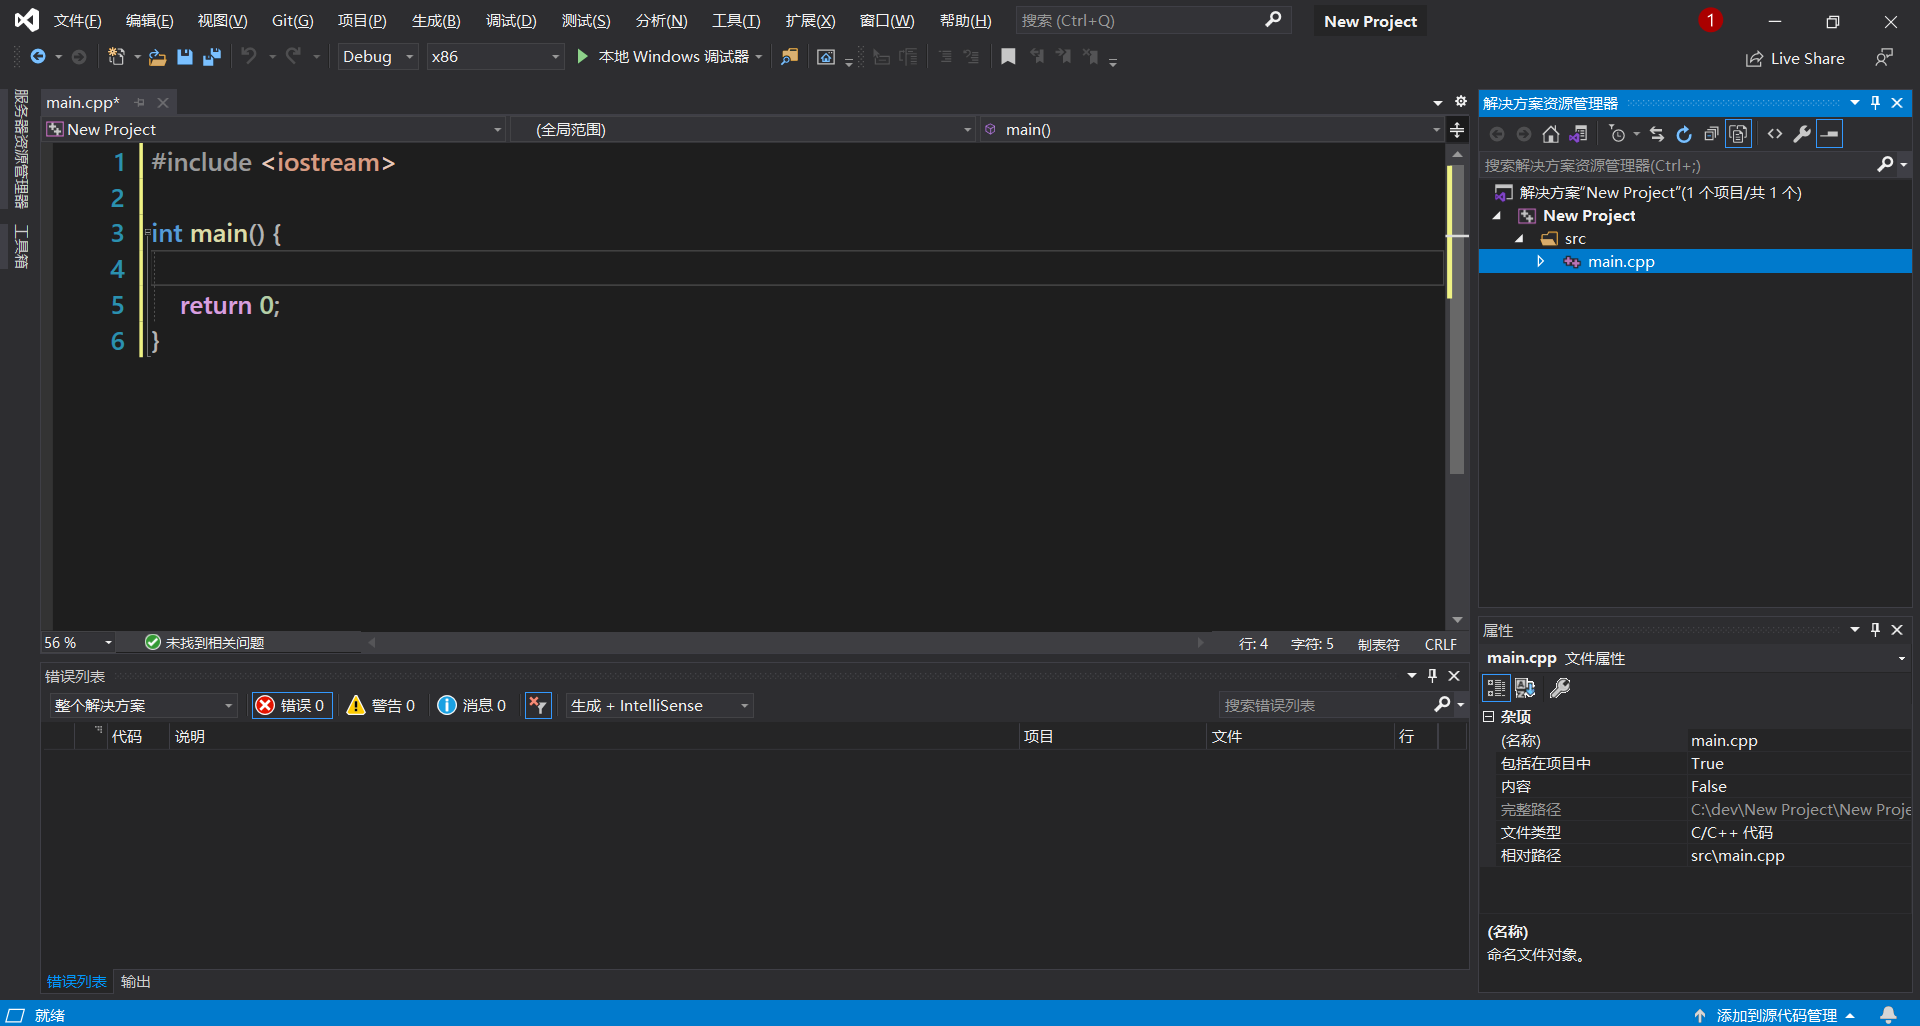 文件(F) 编辑(E) 视图(V) Git(G) 项目(P) 生成(B) 调试(D) 测试(S) 分析(N) 工具(T) 扩展(X) 窗口(W) 帮助(H) 搜索 (Ctrl+Q) New Project 1
Debug x86 本地 Windows 调试器 Live Share
服务器资源管理器
工具箱
main.cpp*
New Project (全局范围) main()
1 #include <iostream>
2
3 int main() {
4
5 return 0;
6 }
56 % 未找到相关问题 行: 4 字符: 5 制表符 CRLF
错误列表
整个解决方案 错误 0 警告 0 消息 0 生成 + IntelliSense 搜索错误列表
代码 说明 项目 文件 行
错误列表 输出
解决方案资源管理器
搜索解决方案资源管理器(Ctrl+;)
解决方案"New Project"(1 个项目/共 1 个)
New Project
src
main.cpp
属性
main.cpp 文件属性
杂项
(名称) main.cpp
包括在项目中 True
内容 False
完整路径 C:\dev\New Project\New Proje
文件类型 C/C++ 代码
相对路径 src\main.cpp
(名称)
命名文件对象。
就绪 添加到源代码管理